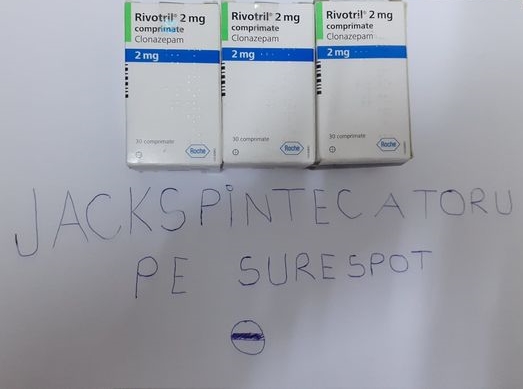 Rivotril® 2 mg
comprimate
Clonazepam
2 mg
30 comprimate
Roche
Rivotril® 2 mg
comprimate
Clonazepam
2 mg
30 comprimate
Roche
Rivotril® 2 mg
comprimate
Clonazepam
2 mg
30 comprimate
Roche
JACKSPiNTECATORU
PE SURESPOT